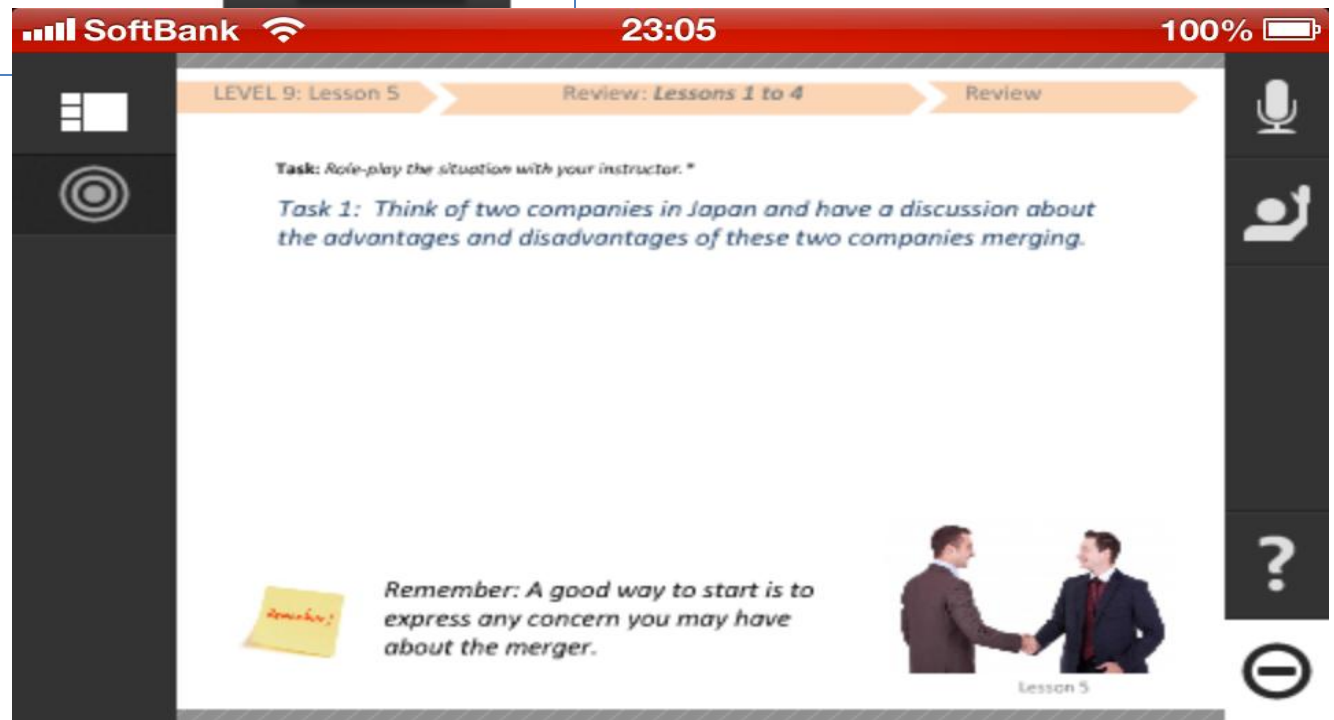 SoftBank 23:05 100%
LEVEL 9: Lesson 5 Review: Lessons 1 to 4 Review
Task: Role-play the situation with your instructor. *
Task 1: Think of two companies in Japan and have a discussion about
the advantages and disadvantages of these two companies merging.
Remember: A good way to start is to
express any concern you may have
about the merger.
Remember!
Lesson 5
?